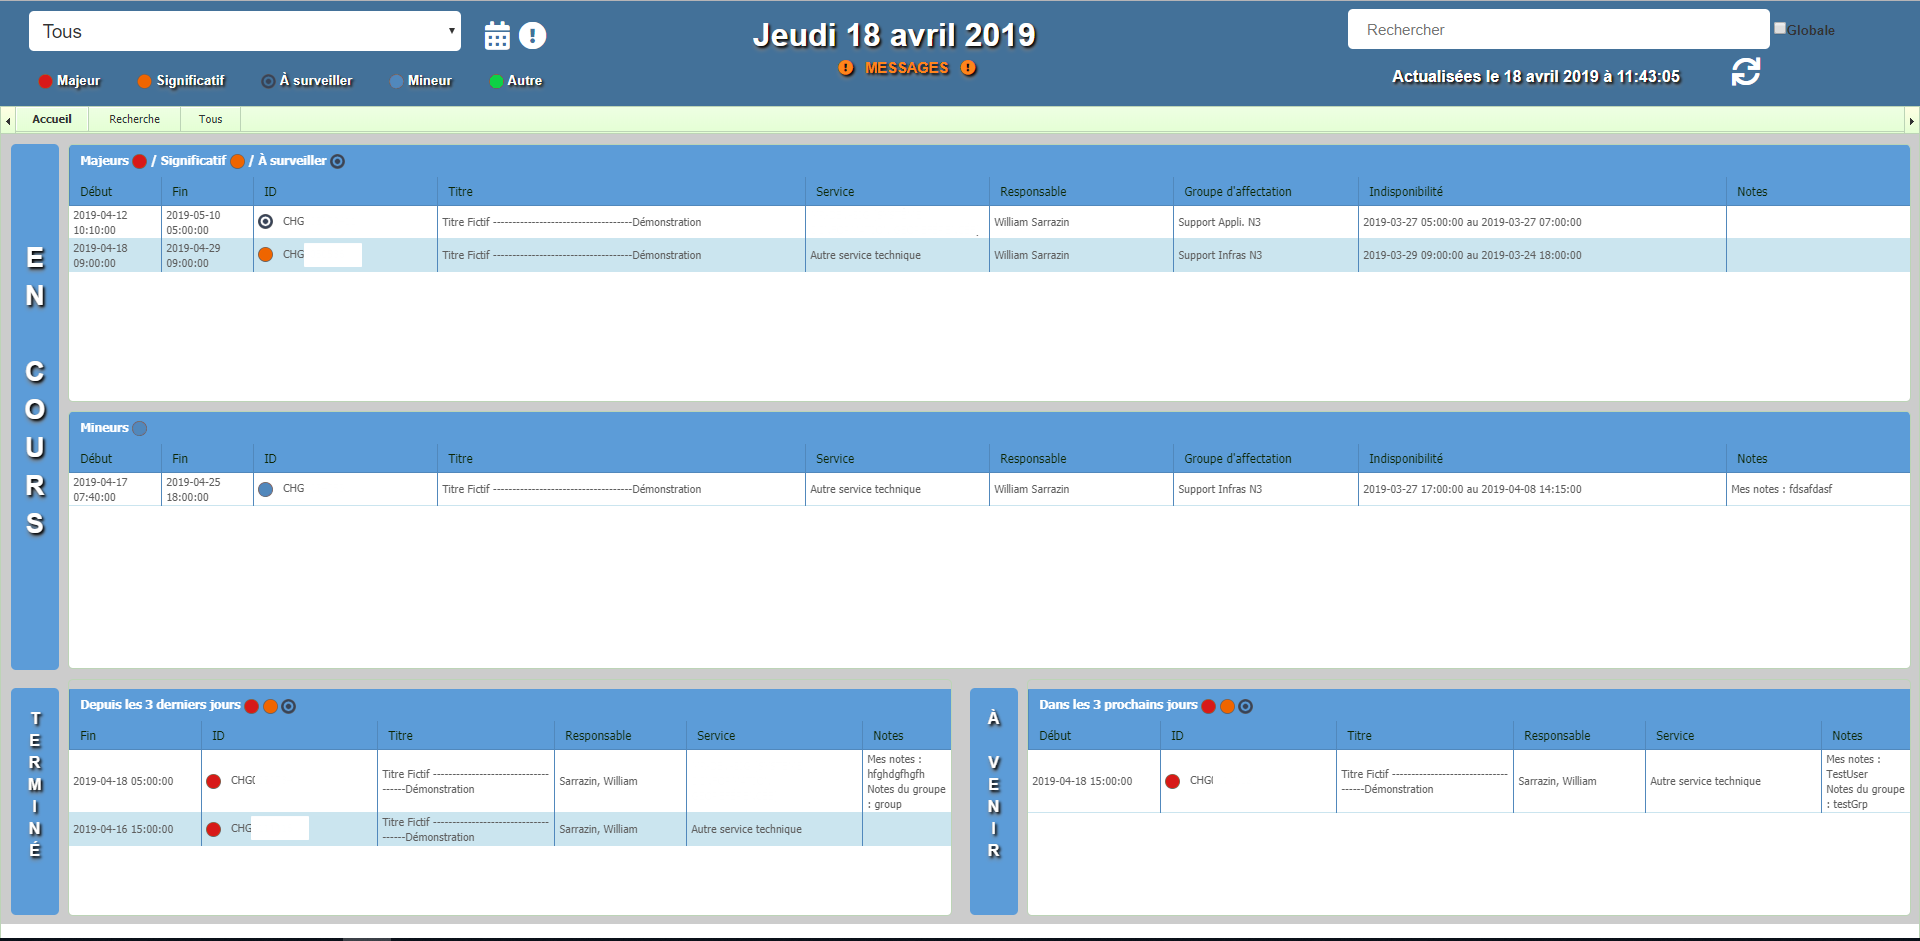 Tous
Jeudi 18 avril 2019
MESSAGES
Rechercher
Globale
Actualisées le 18 avril 2019 à 11:43:05
Majeur Significatif À surveiller Mineur Autre
Accueil Recherche Tous
EN COURS
Majeurs / Significatif / À surveiller
Début Fin ID Titre Service Responsable Groupe d'affectation Indisponibilité Notes
2019-04-12 10:10:00 2019-05-10 05:00:00 CHG Titre Fictif ------------------------------------Démonstration William Sarrazin Support Appli. N3 2019-03-27 05:00:00 au 2019-03-27 07:00:00
2019-04-18 09:00:00 2019-04-29 09:00:00 CHG Titre Fictif ------------------------------------Démonstration Autre service technique William Sarrazin Support Infras N3 2019-03-29 09:00:00 au 2019-03-24 18:00:00
Mineurs
Début Fin ID Titre Service Responsable Groupe d'affectation Indisponibilité Notes
2019-04-17 07:40:00 2019-04-25 18:00:00 CHG Titre Fictif ------------------------------------Démonstration Autre service technique William Sarrazin Support Infras N3 2019-03-27 17:00:00 au 2019-04-08 14:15:00 Mes notes : fdsafdasf
TERMINÉ
Depuis les 3 derniers jours
Fin ID Titre Responsable Service Notes
2019-04-18 05:00:00 CHG Titre Fictif ------------------------------
------Démonstration Sarrazin, William Mes notes :
hfghdgfhgfh
Notes du groupe
: group
2019-04-16 15:00:00 CHG Titre Fictif ------------------------------
------Démonstration Sarrazin, William Autre service technique
À VENIR
Dans les 3 prochains jours
Début ID Titre Responsable Service Notes
2019-04-18 15:00:00 CHG Titre Fictif ------------------------------
------Démonstration Sarrazin, William Autre service technique Mes notes :
TestUser
Notes du groupe
: testGrp